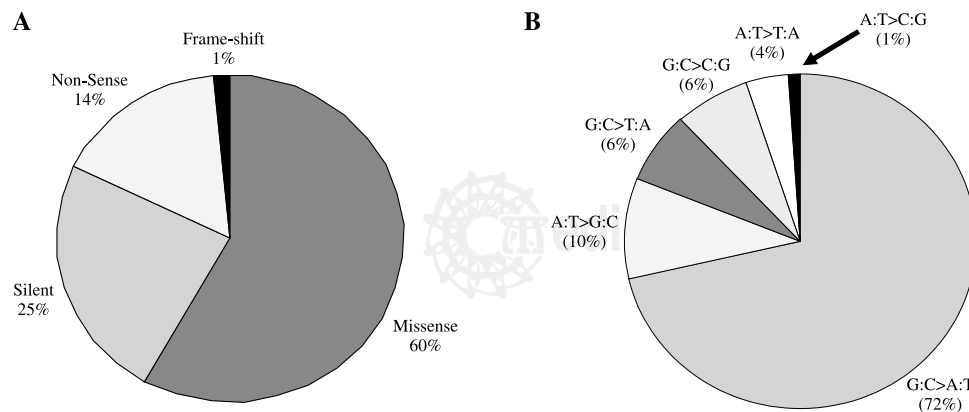 A
Frame-shift
1%
Non-Sense
14%
Silent
25%
Missense
60%
B
A:T>C:G
(1%)
A:T>T:A
(4%)
G:C>C:G
(6%)
G:C>T:A
(6%)
A:T>G:C
(10%)
G:C>A:T
(72%)